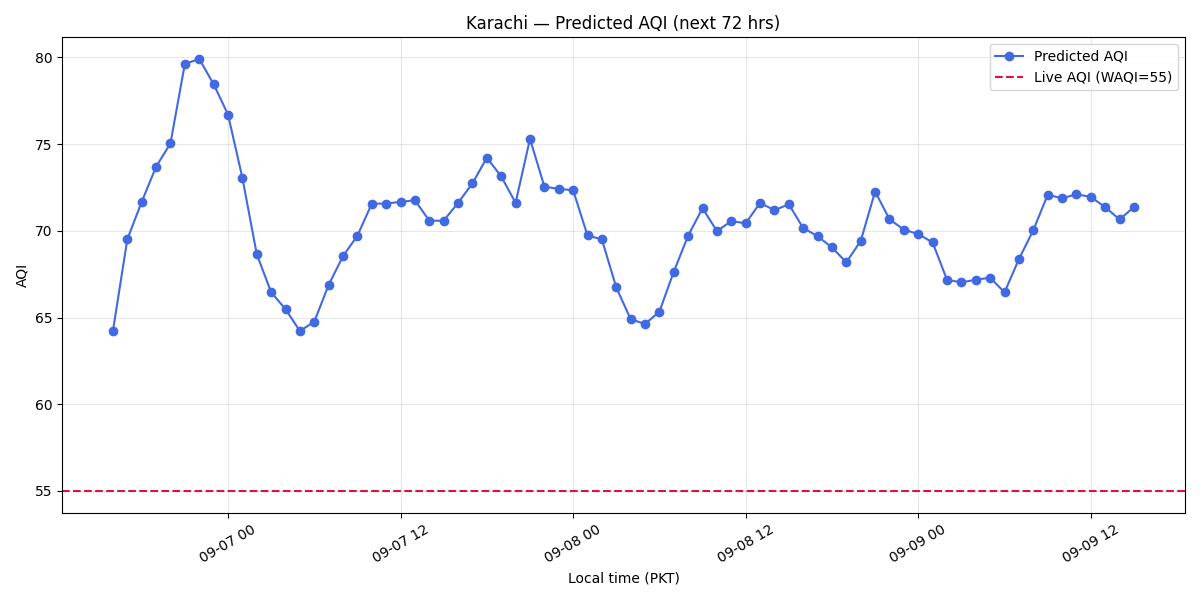 Karachi — Predicted AQI (next 72 hrs)
Predicted AQI
Live AQI (WAQI=55)
AQI
80
75
70
65
60
55
09-07 00
09-07 12
09-08 00
09-08 12
09-09 00
09-09 12
Local time (PKT)